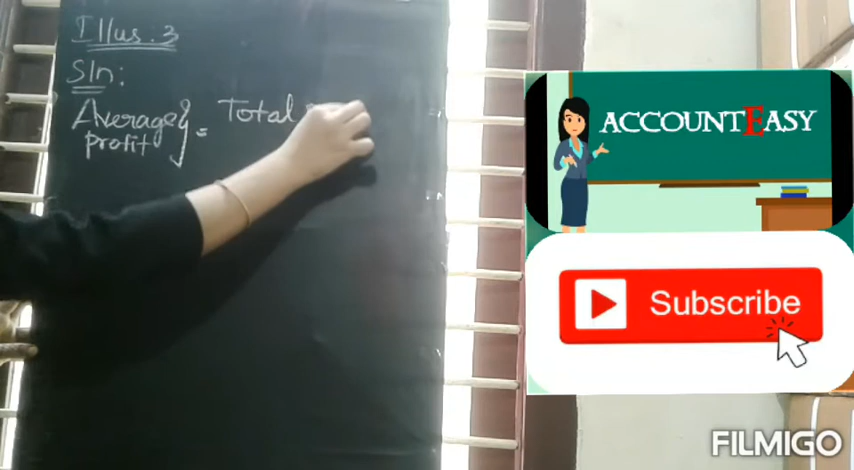 Illus. 3
Sln:
Average } = Total
profit
ACCOUNTEASY
Subscribe
FILMIGO